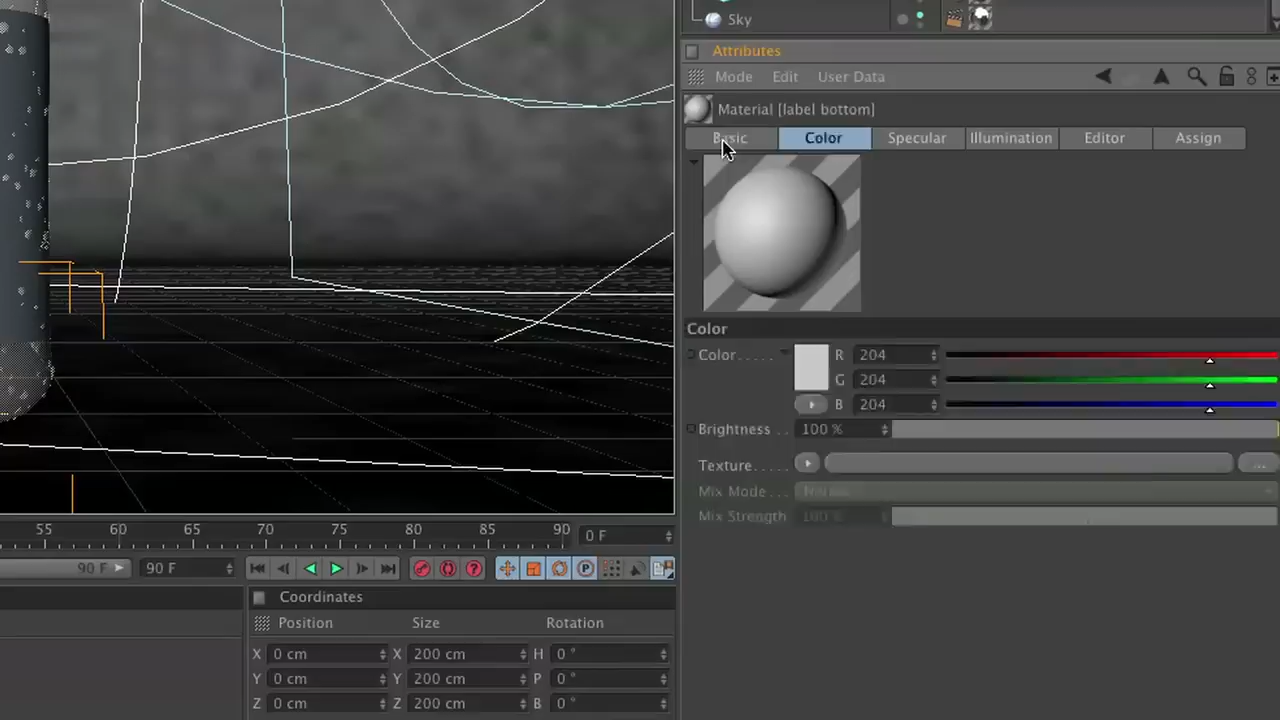 Sky
Attributes
Mode Edit User Data
Material [label bottom]
Basic Color Specular Illumination Editor Assign
Color
Color..... R 204
G 204
B 204
Brightness .. 100 %
Texture.....
Mix Mode... Normal
Mix Strength 100 %
55 60 65 70 75 80 85 90 0 F
90 F 90 F
P
Coordinates
Position Size Rotation
X 0 cm X 200 cm H 0 °
Y 0 cm Y 200 cm P 0 °
Z 0 cm Z 200 cm B 0 °